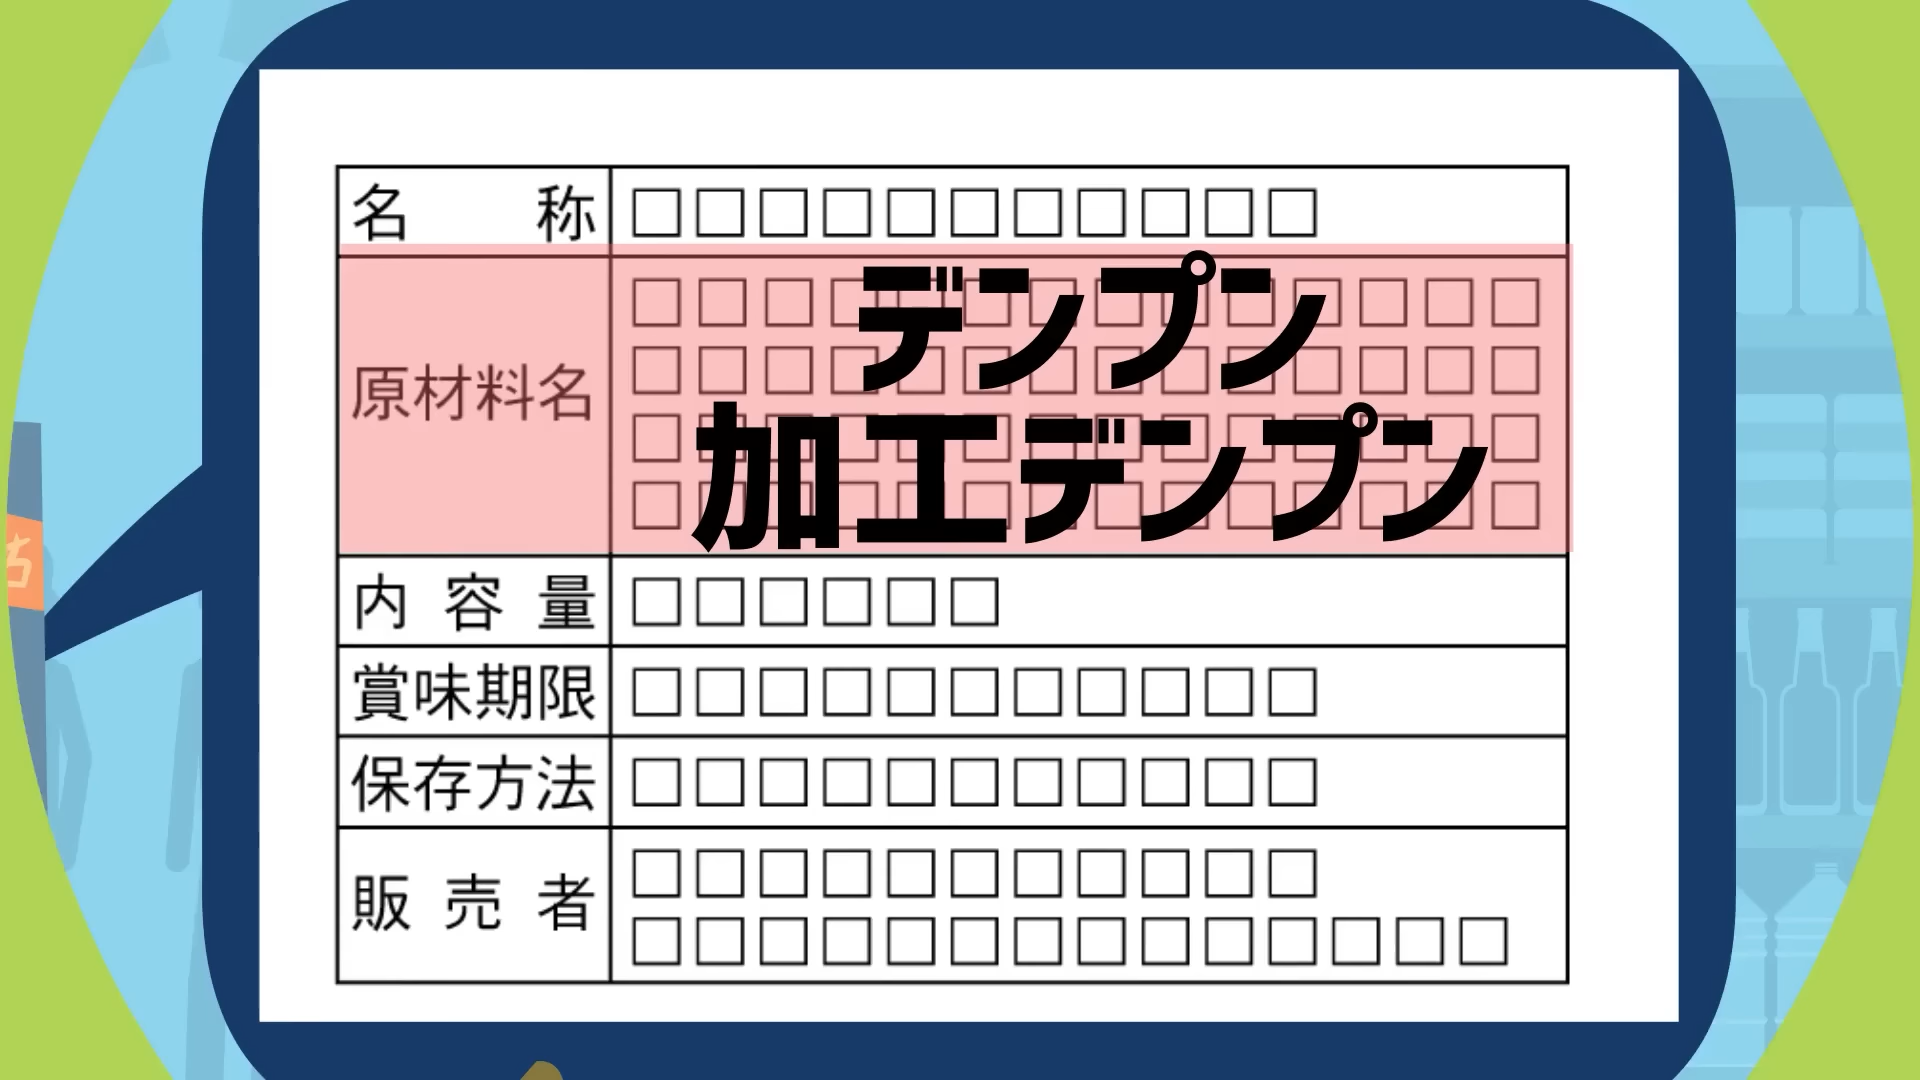 名称 □□□□□□□□□□□
原材料名
デンプン
加工デンプン
内容量 □□□□□□
賞味期限 □□□□□□□□□□□
保存方法 □□□□□□□□□□□
販売者 □□□□□□□□□□□
□□□□□□□□□□□□□□